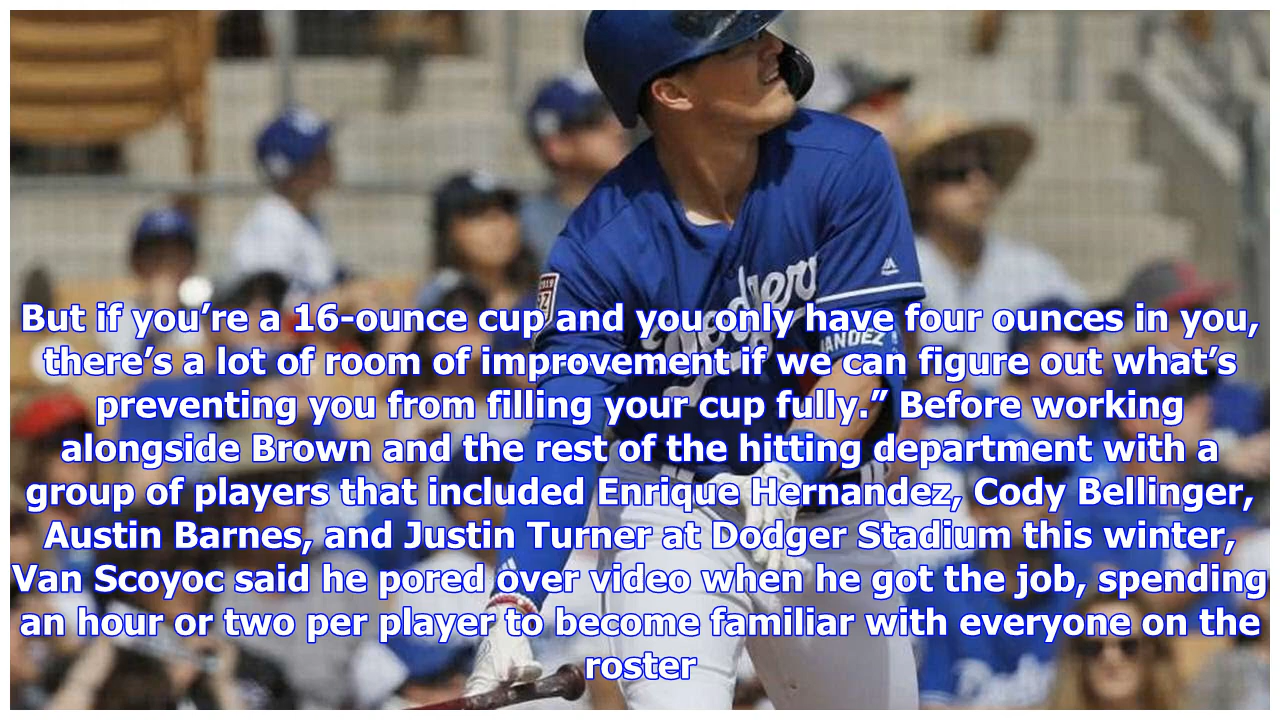 But if you’re a 16-ounce cup and you only have four ounces in you,
there’s a lot of room of improvement if we can figure out what’s
preventing you from filling your cup fully.” Before working
alongside Brown and the rest of the hitting department with a
group of players that included Enrique Hernandez, Cody Bellinger,
Austin Barnes, and Justin Turner at Dodger Stadium this winter,
Van Scoyoc said he pored over video when he got the job, spending
an hour or two per player to become familiar with everyone on the
roster
Dodgers